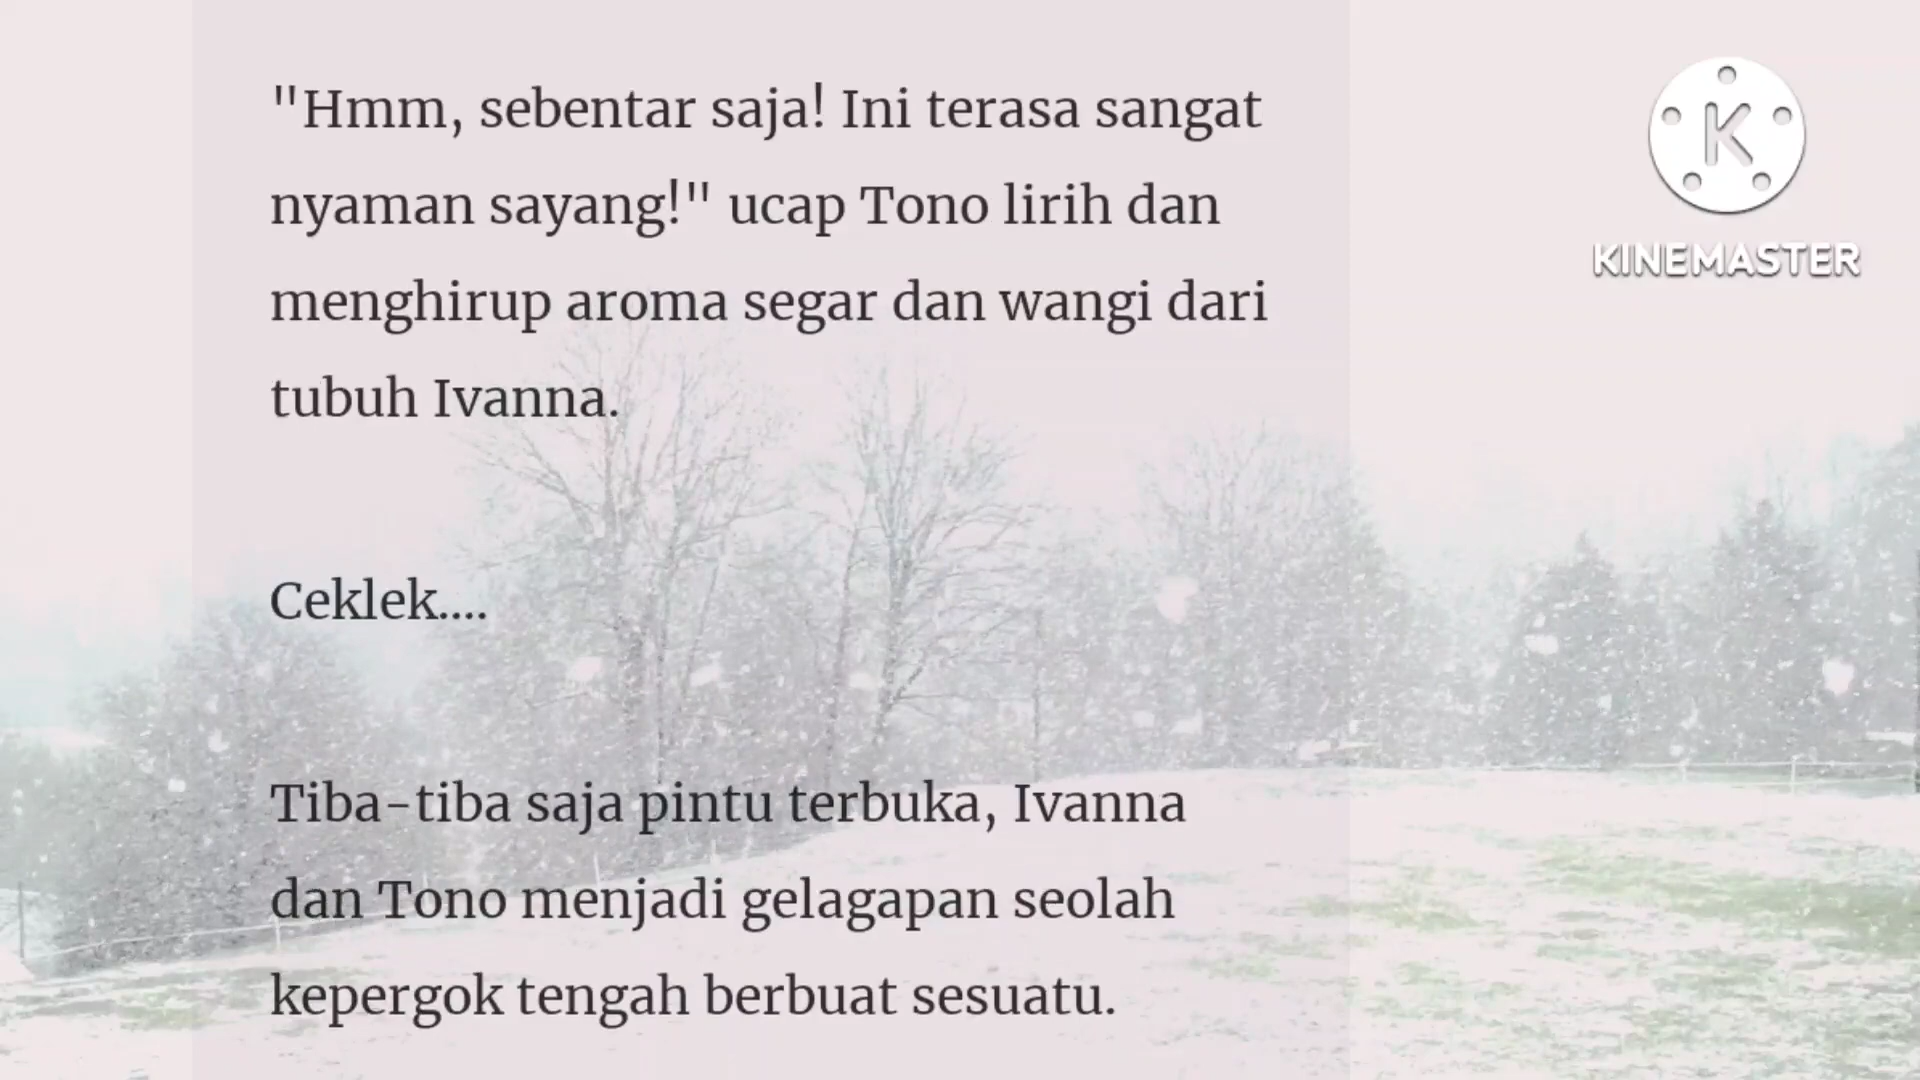 "Hmm, sebentar saja! Ini terasa sangat
nyaman sayang!" ucap Tono lirih dan
menghirup aroma segar dan wangi dari
tubuh Ivanna.
Ceklek....
Tiba-tiba saja pintu terbuka, Ivanna
dan Tono menjadi gelagapan seolah
kepergok tengah berbuat sesuatu.
K
KINEMASTER